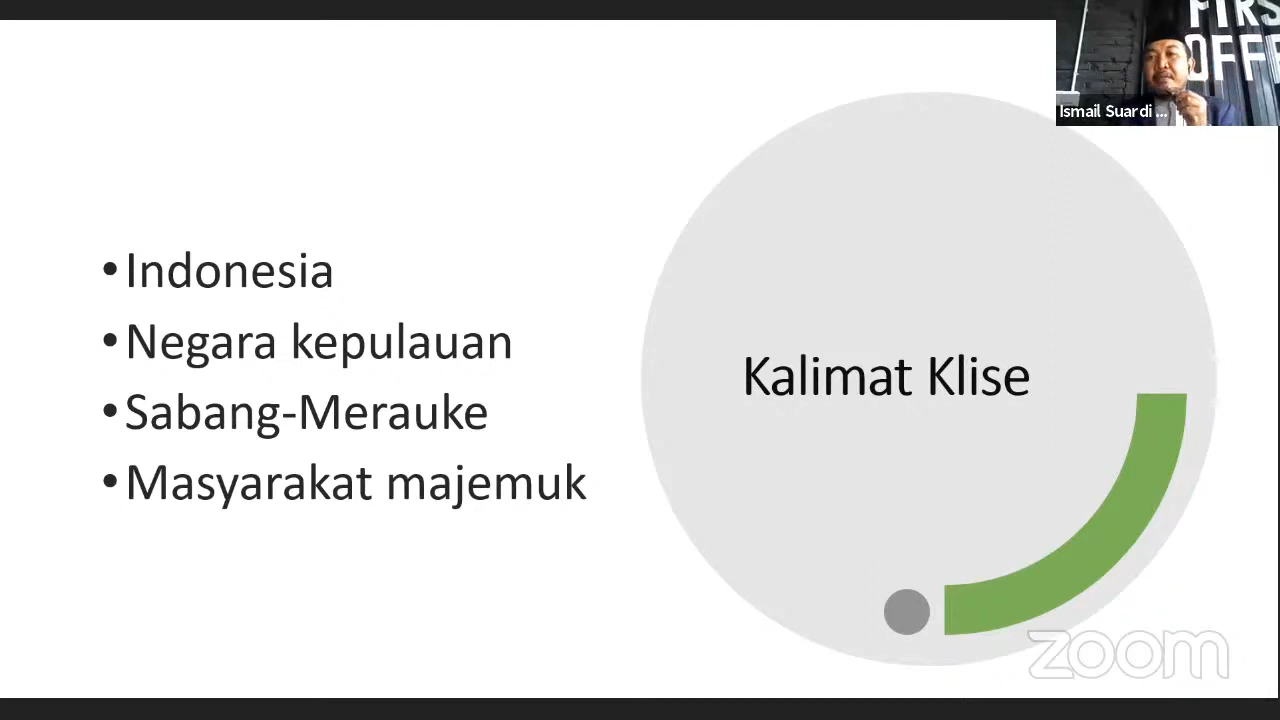 • Indonesia
• Negara kepulauan
• Sabang-Merauke
• Masyarakat majemuk
Kalimat Klise
Ismail Suardi ...
zoom